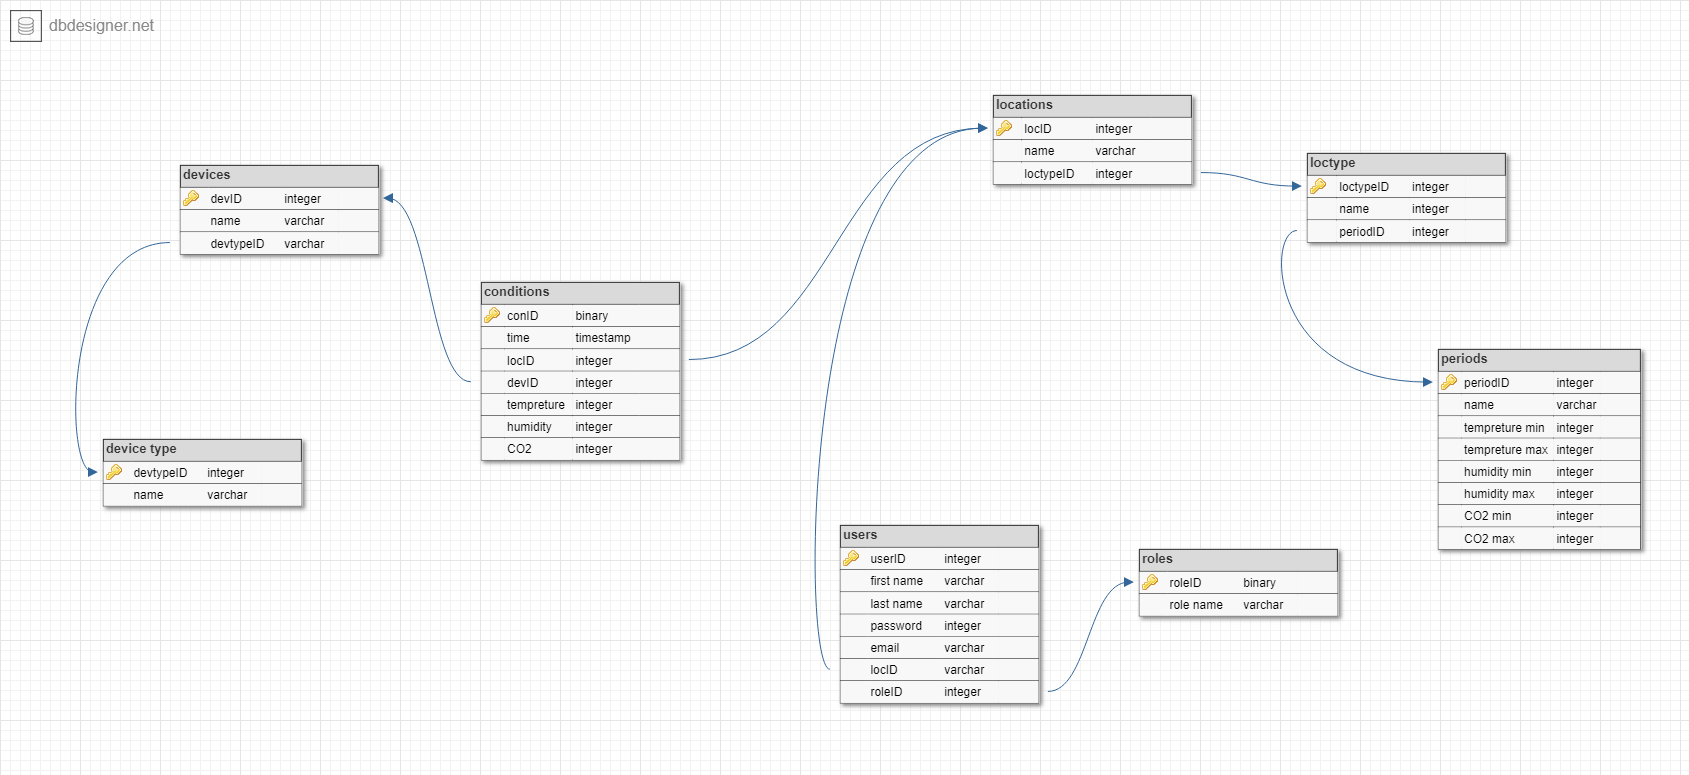 dbdesigner.net
locations
locID integer
name varchar
loctypeID integer
loctype
loctypeID integer
name integer
periodID integer
devices
devID integer
name varchar
devtypeID varchar
conditions
conID binary
time timestamp
locID integer
devID integer
tempreture integer
humidity integer
CO2 integer
periods
periodID integer
name varchar
tempreture min integer
tempreture max integer
humidity min integer
humidity max integer
CO2 min integer
CO2 max integer
device type
devtypeID integer
name varchar
users
userID integer
first name varchar
last name varchar
password integer
email varchar
locID varchar
roleID integer
roles
roleID binary
role name varchar